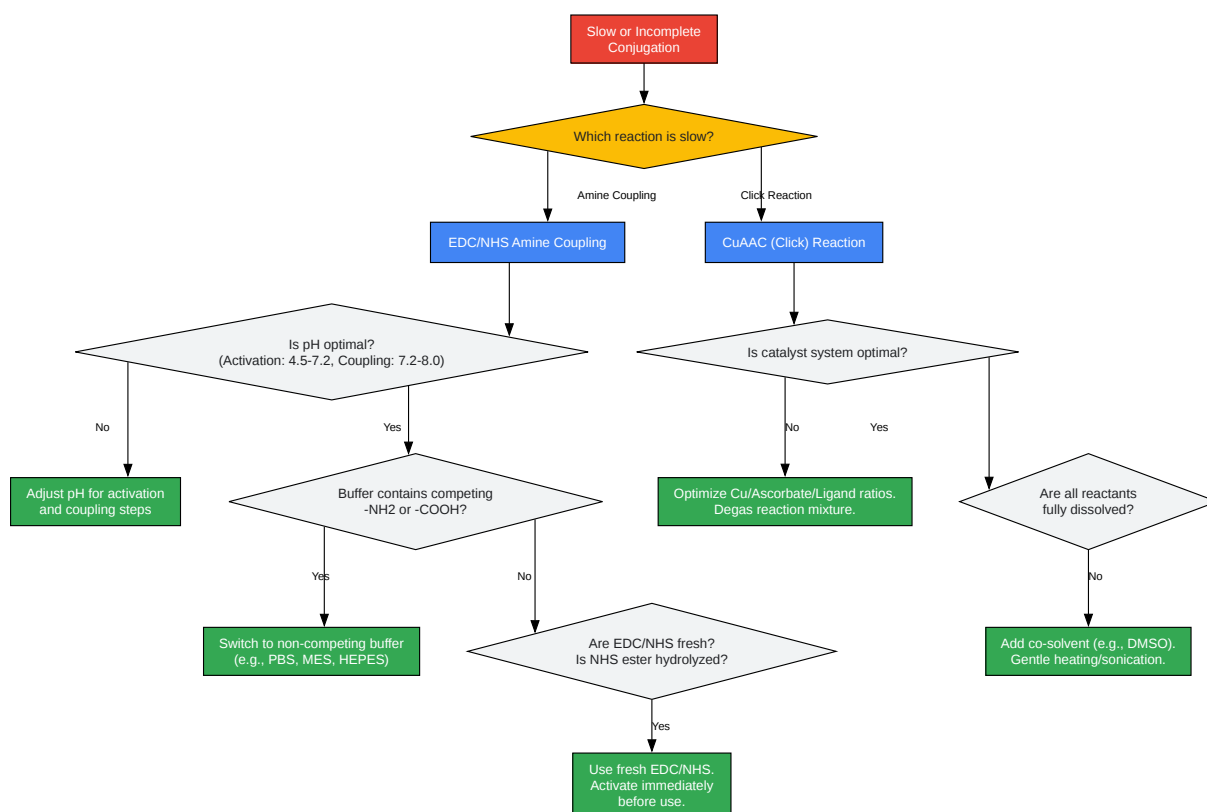 Slow or Incomplete
Conjugation
Which reaction is slow?
Amine Coupling
Click Reaction
EDC/NHS Amine Coupling
CuAAC (Click) Reaction
Is pH optimal?
(Activation: 4.5-7.2, Coupling: 7.2-8.0)
Is catalyst system optimal?
No
Yes
No
Yes
Adjust pH for activation
and coupling steps
Buffer contains competing
-NH2 or -COOH?
Optimize Cu/Ascorbate/Ligand ratios.
Degas reaction mixture.
Are all reactants
fully dissolved?
Yes
No
No
Switch to non-competing buffer
(e.g., PBS, MES, HEPES)
Are EDC/NHS fresh?
Is NHS ester hydrolyzed?
Add co-solvent (e.g., DMSO).
Gentle heating/sonication.
Yes
Use fresh EDC/NHS.
Activate immediately
before use.